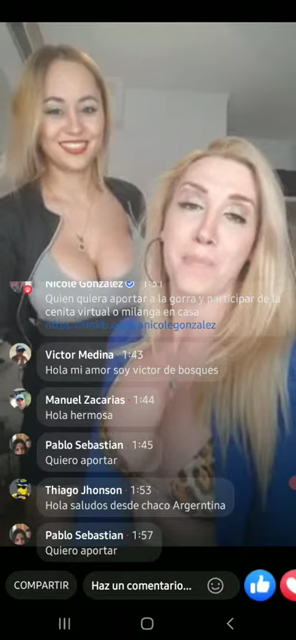 Nicole González 1:31
Quien quiera aportar a la gorra y participar de la
cenita virtual o milanga en casa
Victor Medina 1:43
Hola mi amor soy victor de bosques
Manuel Zacarias 1:44
Hola hermosa
Pablo Sebastian 1:45
Quiero aportar
Thiago Jhonson 1:53
Hola saludos desde chaco Argerntina
Pablo Sebastian 1:57
Quiero aportar
COMPARTIR
Haz un comentario...